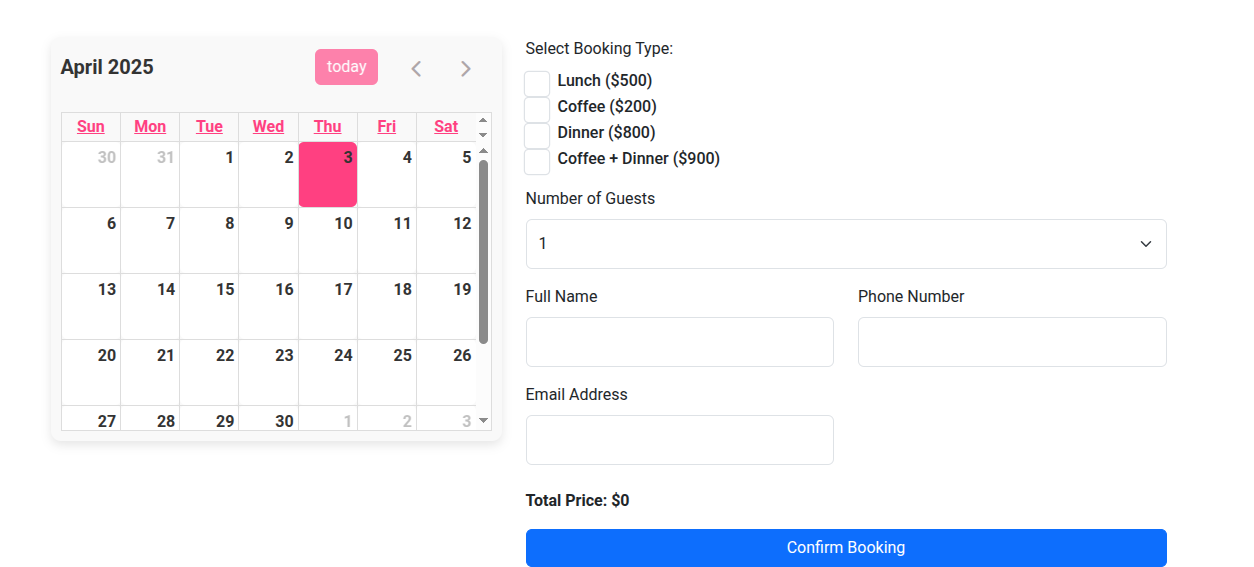 April 2025
today
Sun Mon Tue Wed Thu Fri Sat
30 31 1 2 3 4 5
6 7 8 9 10 11 12
13 14 15 16 17 18 19
20 21 22 23 24 25 26
27 28 29 30 1 2 3
Select Booking Type:
Lunch ($500)
Coffee ($200)
Dinner ($800)
Coffee + Dinner ($900)
Number of Guests
1
Full Name
Phone Number
Email Address
Total Price: $0
Confirm Booking